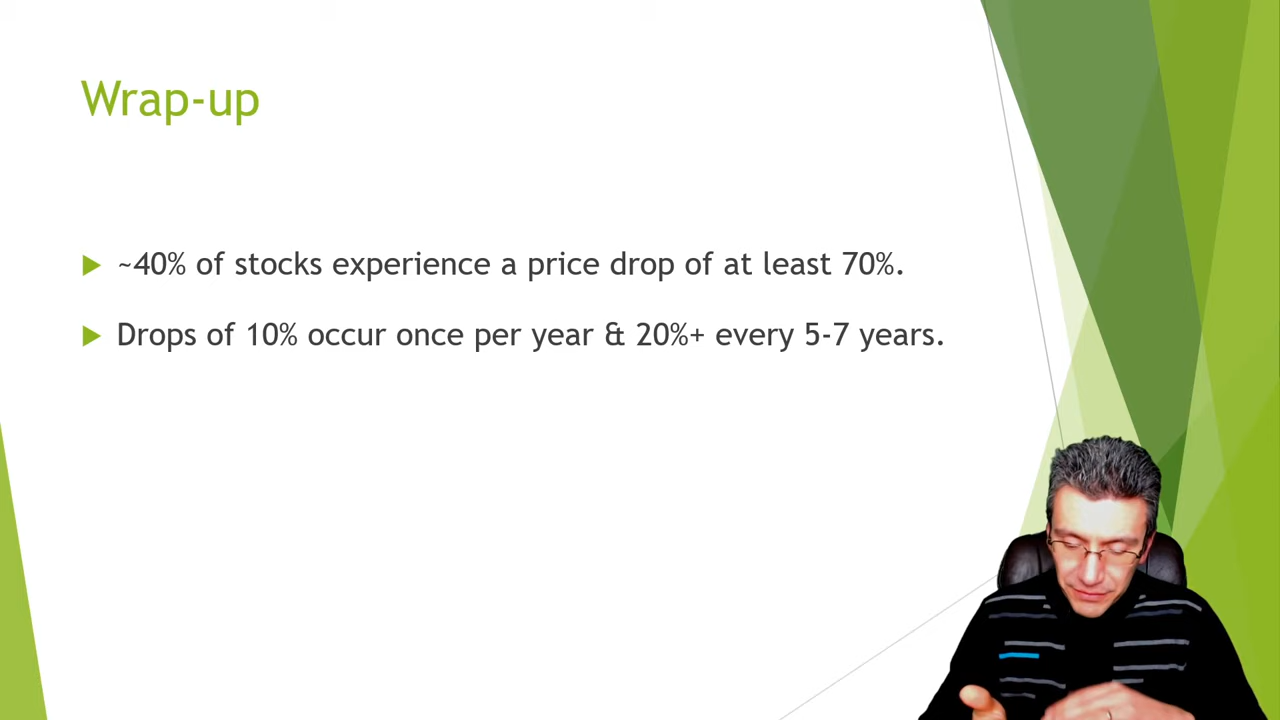 Wrap-up
~40% of stocks experience a price drop of at least 70%.
Drops of 10% occur once per year & 20%+ every 5-7 years.